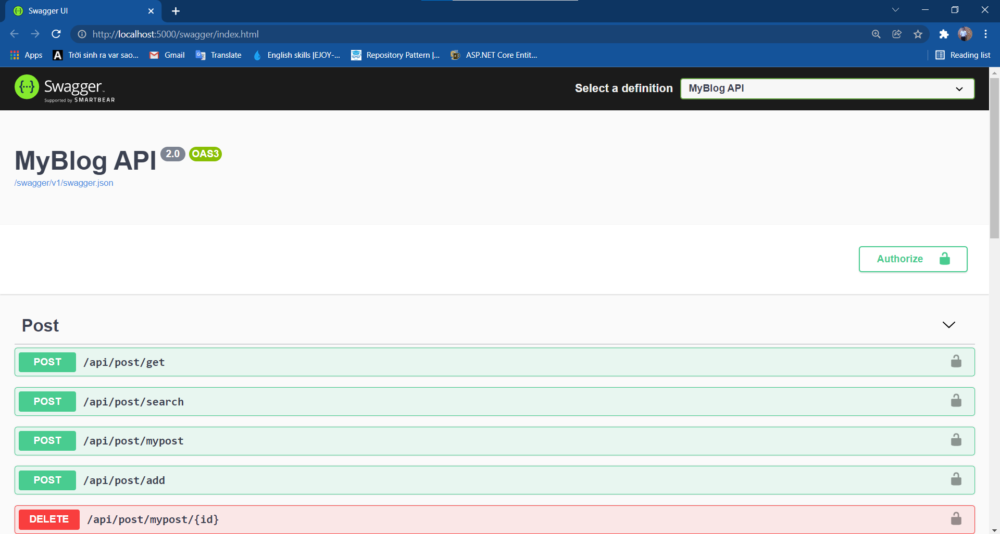 Swagger UI
http://localhost:5000/swagger/index.html
Apps
A
Trời sinh ra var sao...
Gmail
Translate
English skills |EJOY-...
Repository Pattern |...
ASP.NET Core Entit...
Reading list
{···} Swagger™
Supported by SMARTBEAR
Select a definition
MyBlog API
MyBlog API 2.0 OAS3
/swagger/v1/swagger.json
Authorize
Post
POST /api/post/get
POST /api/post/search
POST /api/post/mypost
POST /api/post/add
DELETE /api/post/mypost/{id}